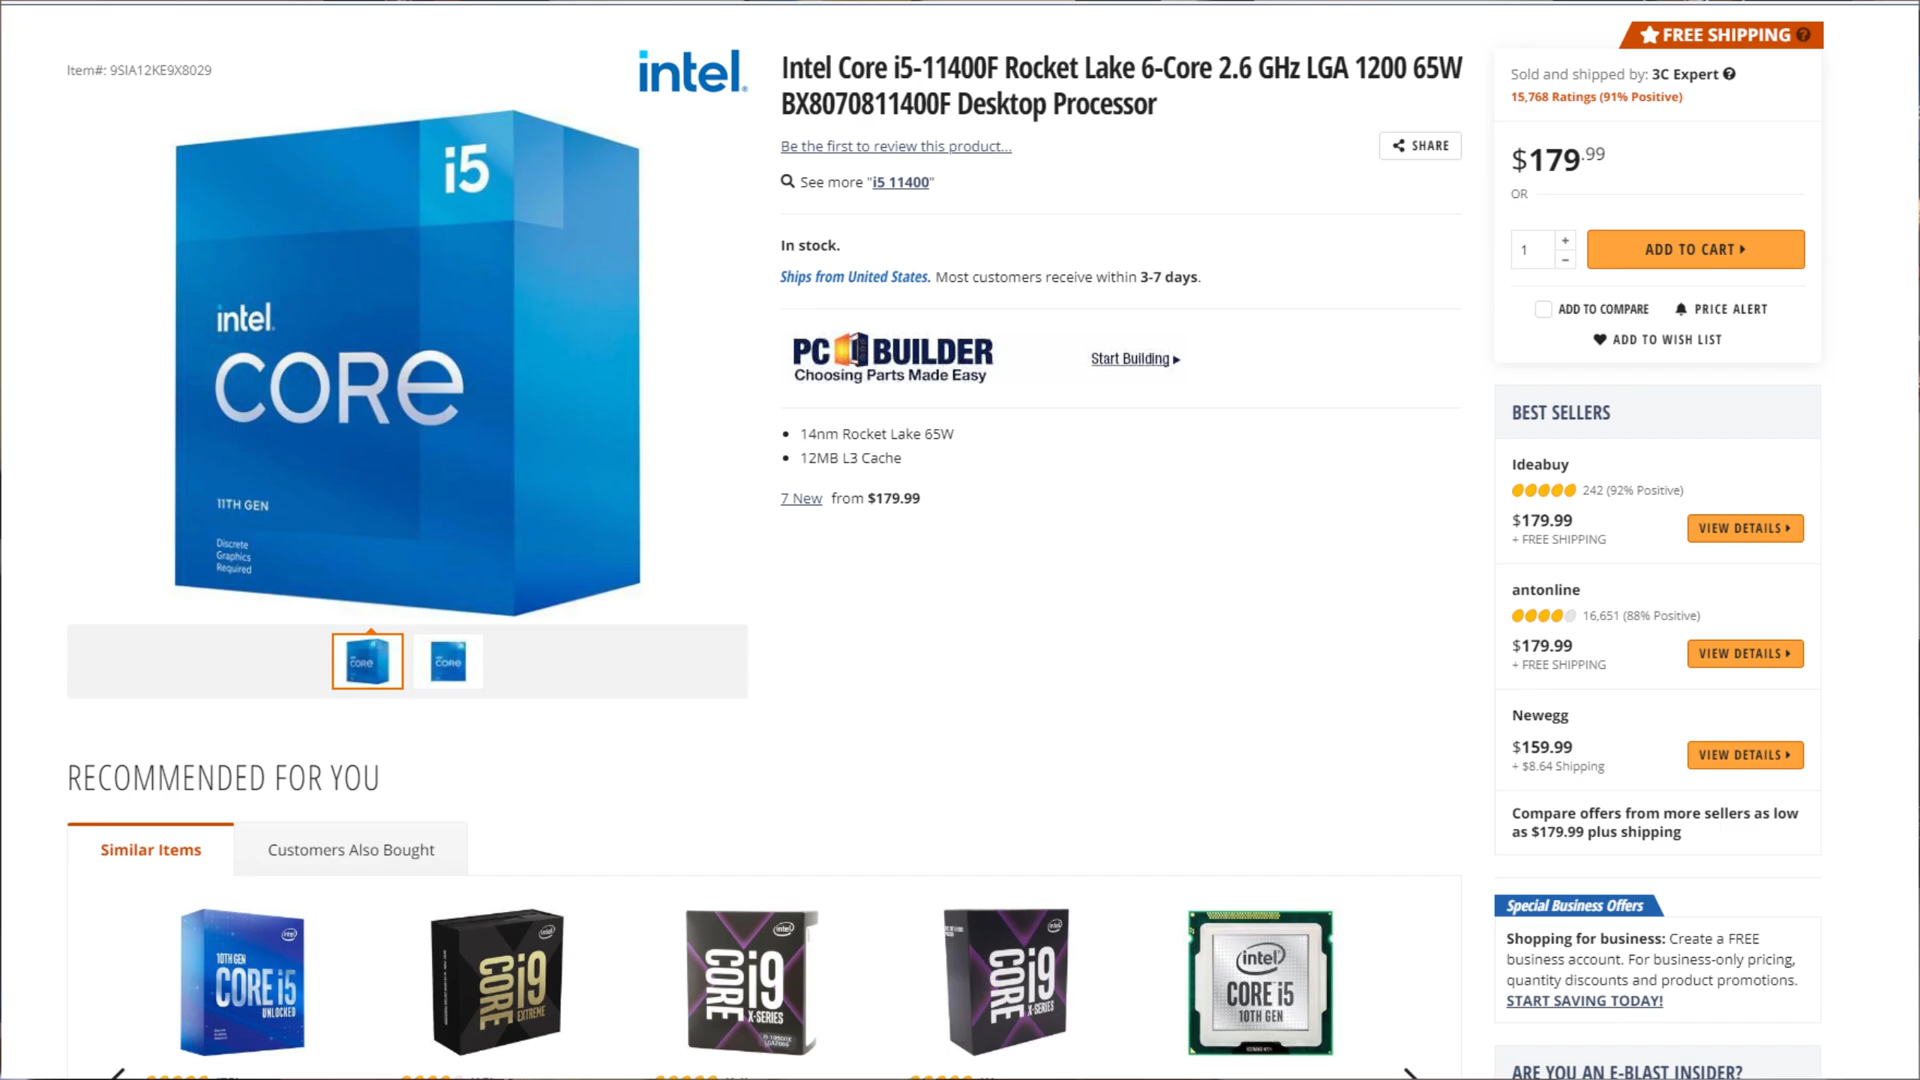 FREE SHIPPING
Item#: 9SIA12KE9X8029
intel.
Intel Core i5-11400F Rocket Lake 6-Core 2.6 GHz LGA 1200 65W
BX8070811400F Desktop Processor
Be the first to review this product...
SHARE
See more "i5 11400"
In stock.
Ships from United States. Most customers receive within 3-7 days.
PC BUILDER
Choosing Parts Made Easy
Start Building
14nm Rocket Lake 65W
12MB L3 Cache
7 New from $179.99
i5
intel.
CORE
11TH GEN
Discrete
Graphics
Required
CORE
CORE
Sold and shipped by: 3C Expert
15,768 Ratings (91% Positive)
$179.99
OR
1
+
−
ADD TO CART
ADD TO COMPARE
PRICE ALERT
ADD TO WISH LIST
BEST SELLERS
Ideabuy
242 (92% Positive)
$179.99
+ FREE SHIPPING
VIEW DETAILS
antonline
16,651 (88% Positive)
$179.99
+ FREE SHIPPING
VIEW DETAILS
Newegg
$159.99
+ $8.64 Shipping
VIEW DETAILS
Compare offers from more sellers as low
as $179.99 plus shipping
Special Business Offers
Shopping for business: Create a FREE
business account. For business-only pricing,
quantity discounts and product promotions.
START SAVING TODAY!
ARE YOU AN E-BLAST INSIDER?
RECOMMENDED FOR YOU
Similar Items
Customers Also Bought
intel
10TH GEN
CORE i5
UNLOCKED
intel
CORE i9
EXTREME
intel
CORE i9
X-SERIES
intel
CORE i9
X-SERIES
intel
CORE i5
10TH GEN